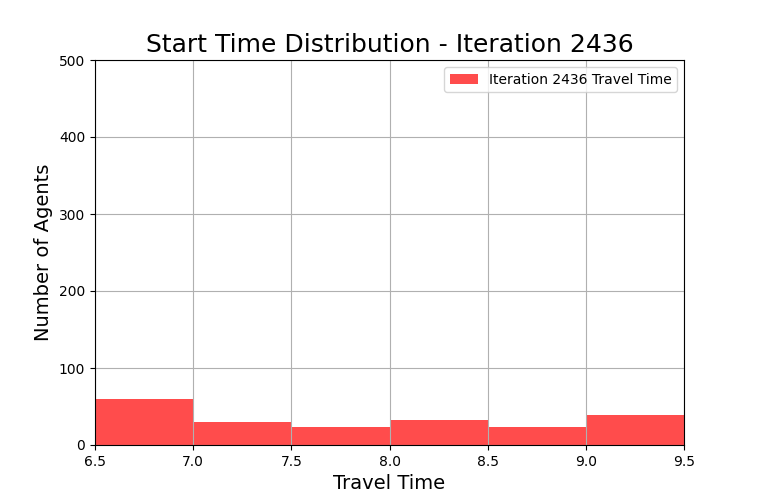 Start Time Distribution - Iteration 2436
500
400
300
200
100
0
Number of Agents
Iteration 2436 Travel Time
6.5 7.0 7.5 8.0 8.5 9.0 9.5
Travel Time